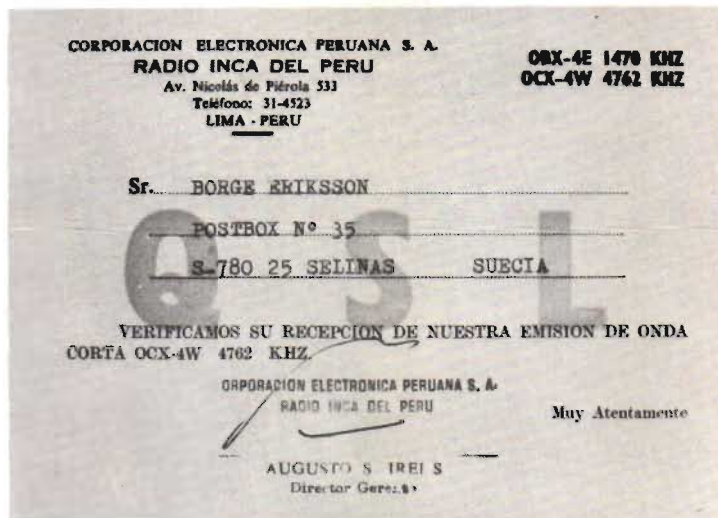 CORPORACION ELECTRONICA PERUANA S. A.
RADIO INCA DEL PERU
Av. Nicolás de Piérola 533
Teléfono: 31-4523
LIMA - PERU
OBX-4E 1470 KHZ
OCX-4W 4762 KHZ
Sr. BORGE ERIKSSON
POSTBOX Nº 35
S-780 25 SELINAS SUECIA
Q S L
VERIFICAMOS SU RECEPCION DE NUESTRA EMISION DE ONDA
CORTA OCX-4W 4762 KHZ.
ORPORACION ELECTRONICA PERUANA S. A.
RADIO INCA DEL PERU
Muy Atentamente
AUGUSTO S
Director